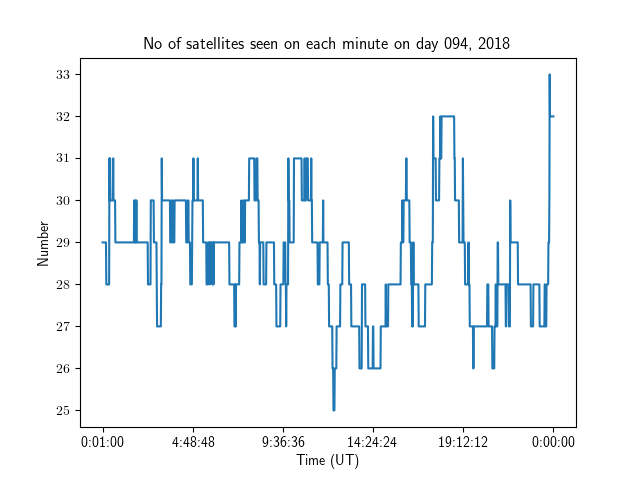 No of satellites seen on each minute on day 094, 2018
33
32
31
30
29
28
27
26
25
Number
0:01:00 4:48:48 9:36:36 14:24:24 19:12:12 0:00:00
Time (UT)